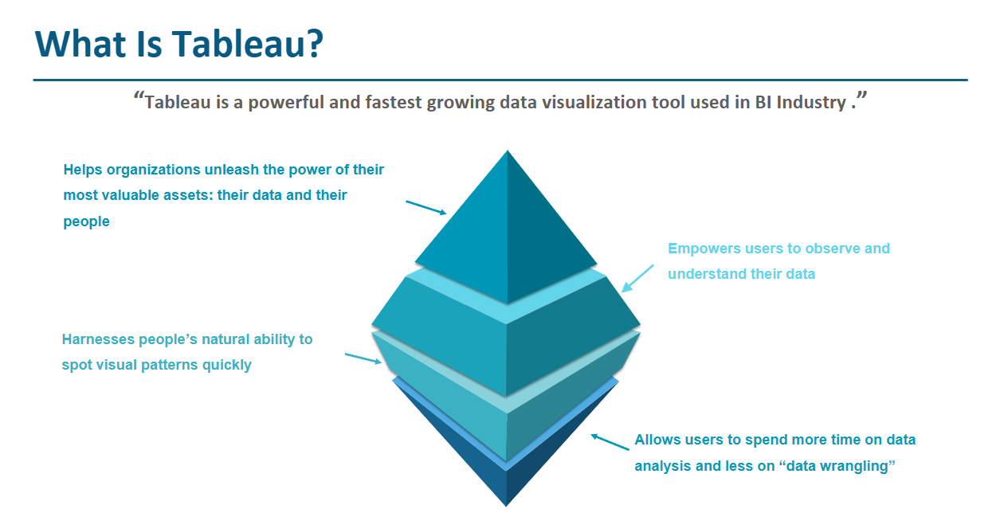 What Is Tableau?
“Tableau is a powerful and fastest growing data visualization tool used in BI Industry .”
Helps organizations unleash the power of their
most valuable assets: their data and their
people
Empowers users to observe and
understand their data
Harnesses people’s natural ability to
spot visual patterns quickly
Allows users to spend more time on data
analysis and less on “data wrangling”